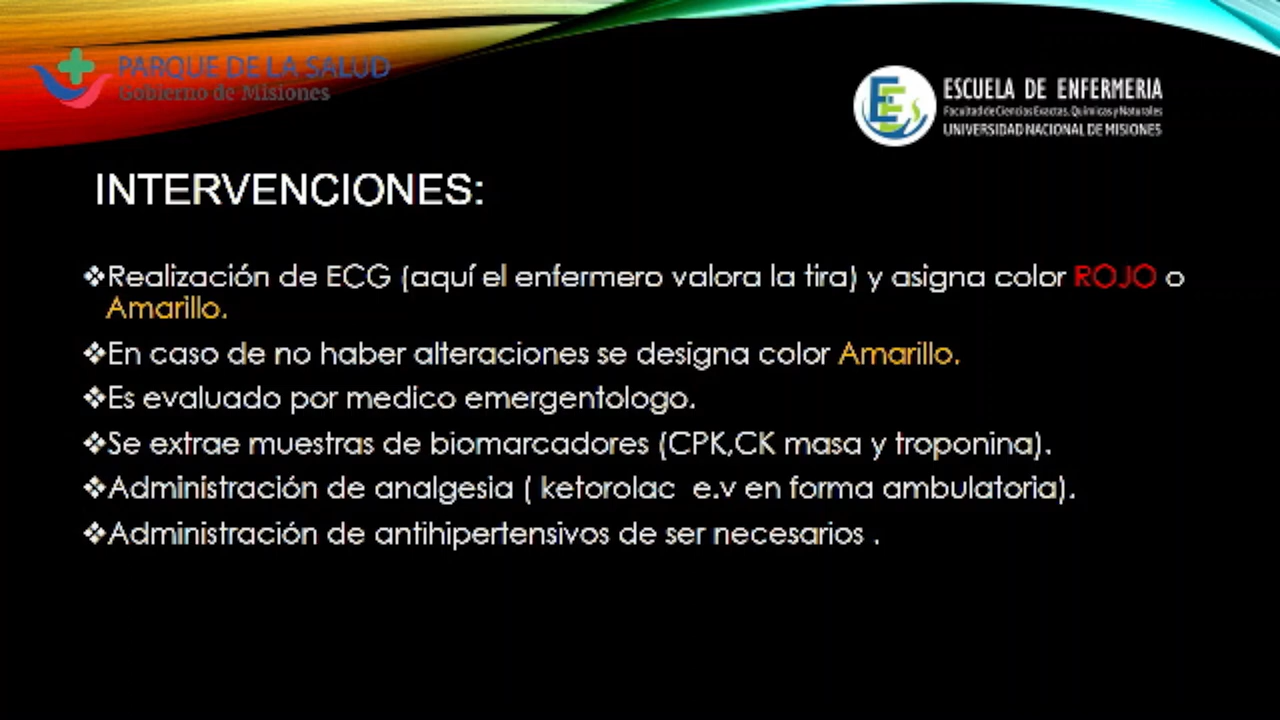 PARQUE DE LA SALUD
Gobierno de Misiones
ESCUELA DE ENFERMERIA
Facultad de Ciencias Exactas, Químicas y Naturales
UNIVERSIDAD NACIONAL DE MISIONES
INTERVENCIONES:
❖Realización de ECG (aquí el enfermero valora la tira) y asigna color ROJO o
Amarillo.
❖En caso de no haber alteraciones se designa color Amarillo.
❖Es evaluado por medico emergentologo.
❖Se extrae muestras de biomarcadores (CPK,CK masa y troponina).
❖Administración de analgesia ( ketorolac e.v en forma ambulatoria).
❖Administración de antihipertensivos de ser necesarios .